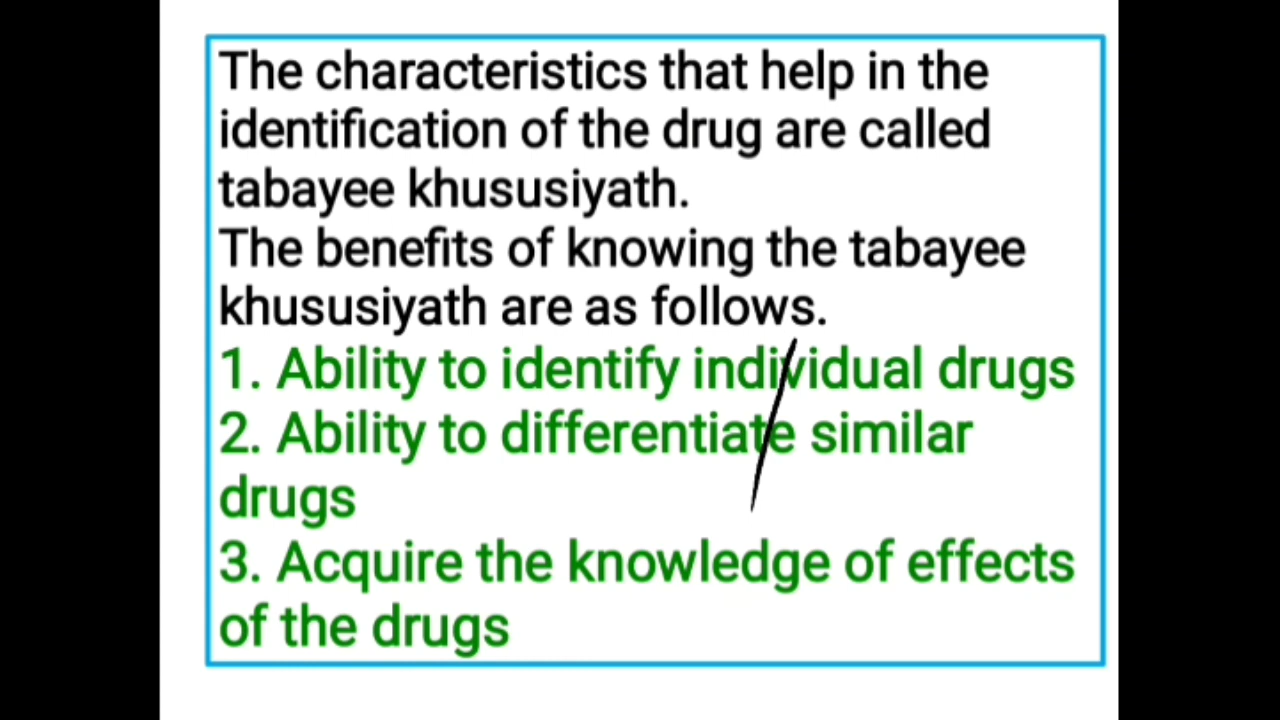 The characteristics that help in the
identification of the drug are called
tabayee khususiyath.
The benefits of knowing the tabayee
khususiyath are as follows.
1. Ability to identify individual drugs
2. Ability to differentiate similar
drugs
3. Acquire the knowledge of effects
of the drugs